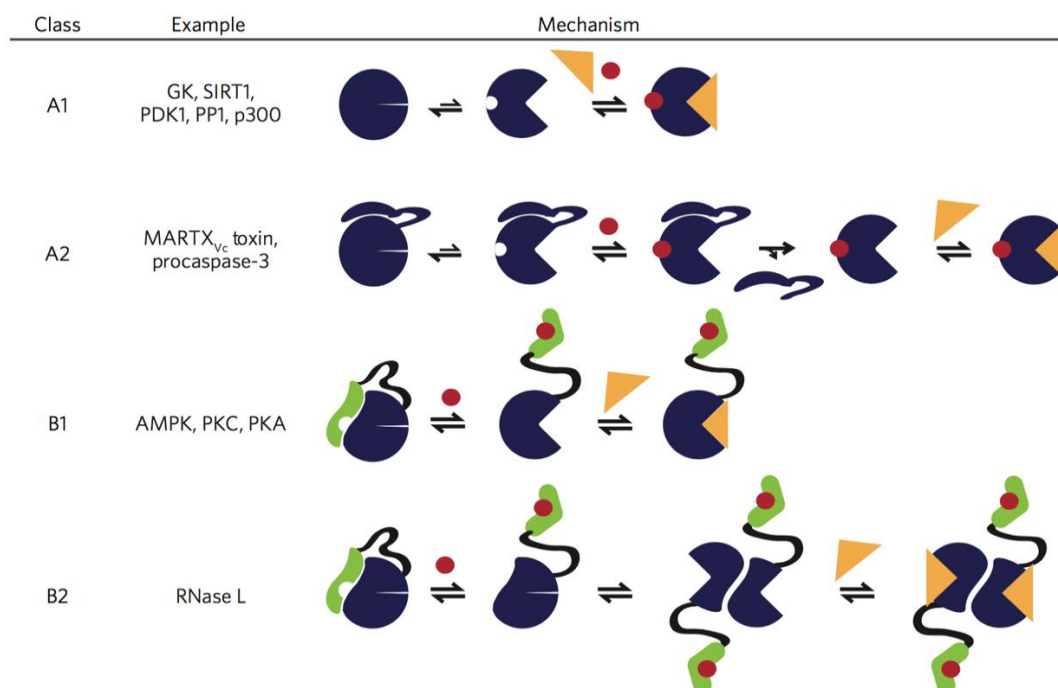 Class Example Mechanism
A1 GK, SIRT1,
PDK1, PP1, p300
A2 MARTXVc toxin,
procaspase-3
B1 AMPK, PKC, PKA
B2 RNase L